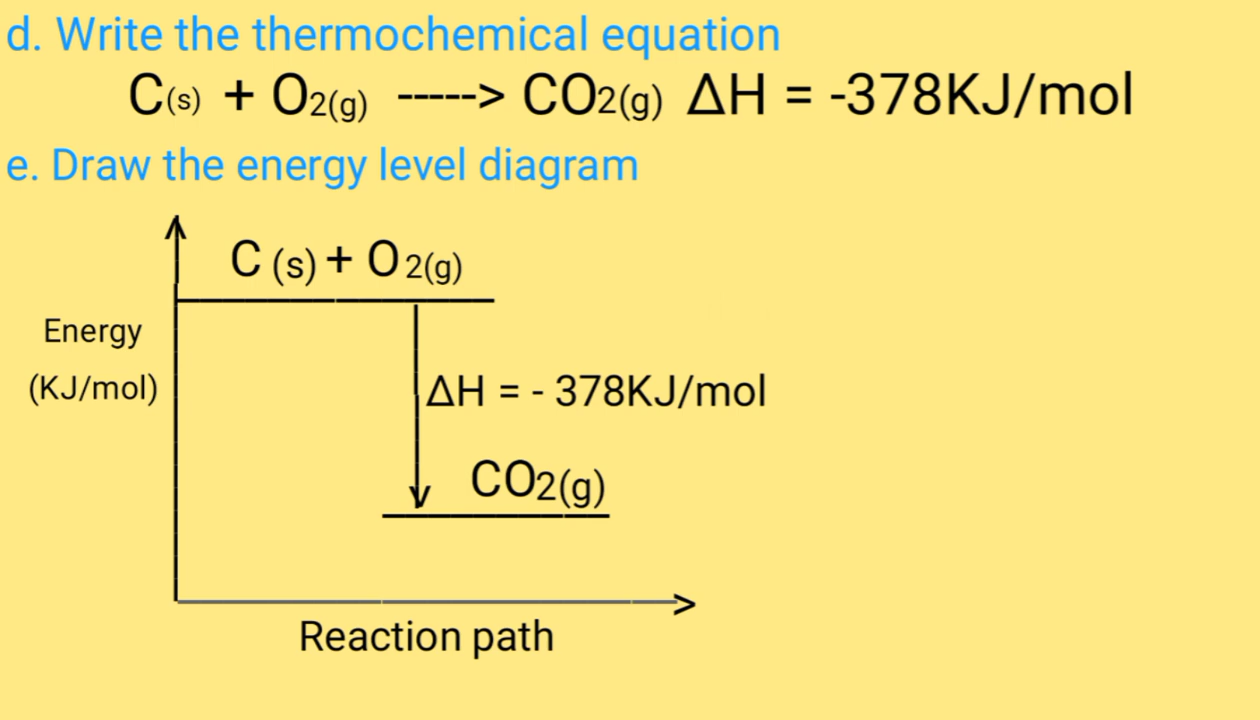 d. Write the thermochemical equation
C(s) + O2(g) -----> CO2(g) ΔH = -378KJ/mol
e. Draw the energy level diagram
C (s) + O 2(g)
Energy
(KJ/mol)
ΔH = - 378KJ/mol
CO2(g)
Reaction path